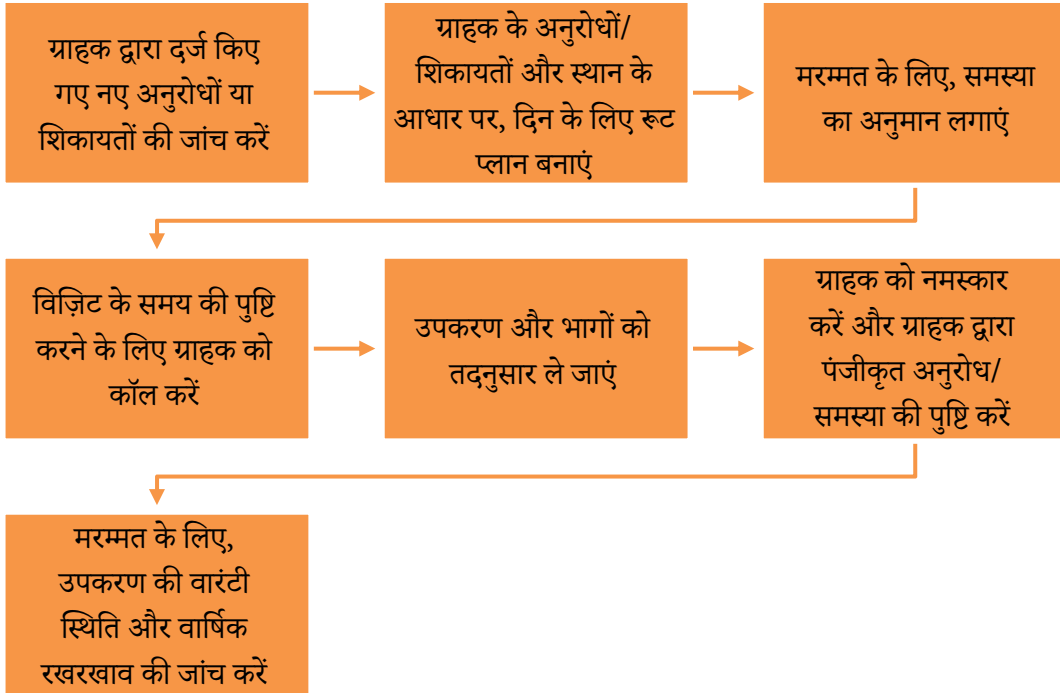 ग्राहक द्वारा दर्ज किए
गए नए अनुरोधों या
शिकायतों की जांच करें
ग्राहक के अनुरोधों/
शिकायतों और स्थान के
आधार पर, दिन के लिए रूट
प्लान बनाएं
मरम्मत के लिए, समस्या
का अनुमान लगाएं
विज़िट के समय की पुष्टि
करने के लिए ग्राहक को
कॉल करें
उपकरण और भागों को
तदनुसार ले जाएं
ग्राहक को नमस्कार
करें और ग्राहक द्वारा
पंजीकृत अनुरोध/
समस्या की पुष्टि करें
मरम्मत के लिए,
उपकरण की वारंटी
स्थिति और वार्षिक
रखरखाव की जांच करें